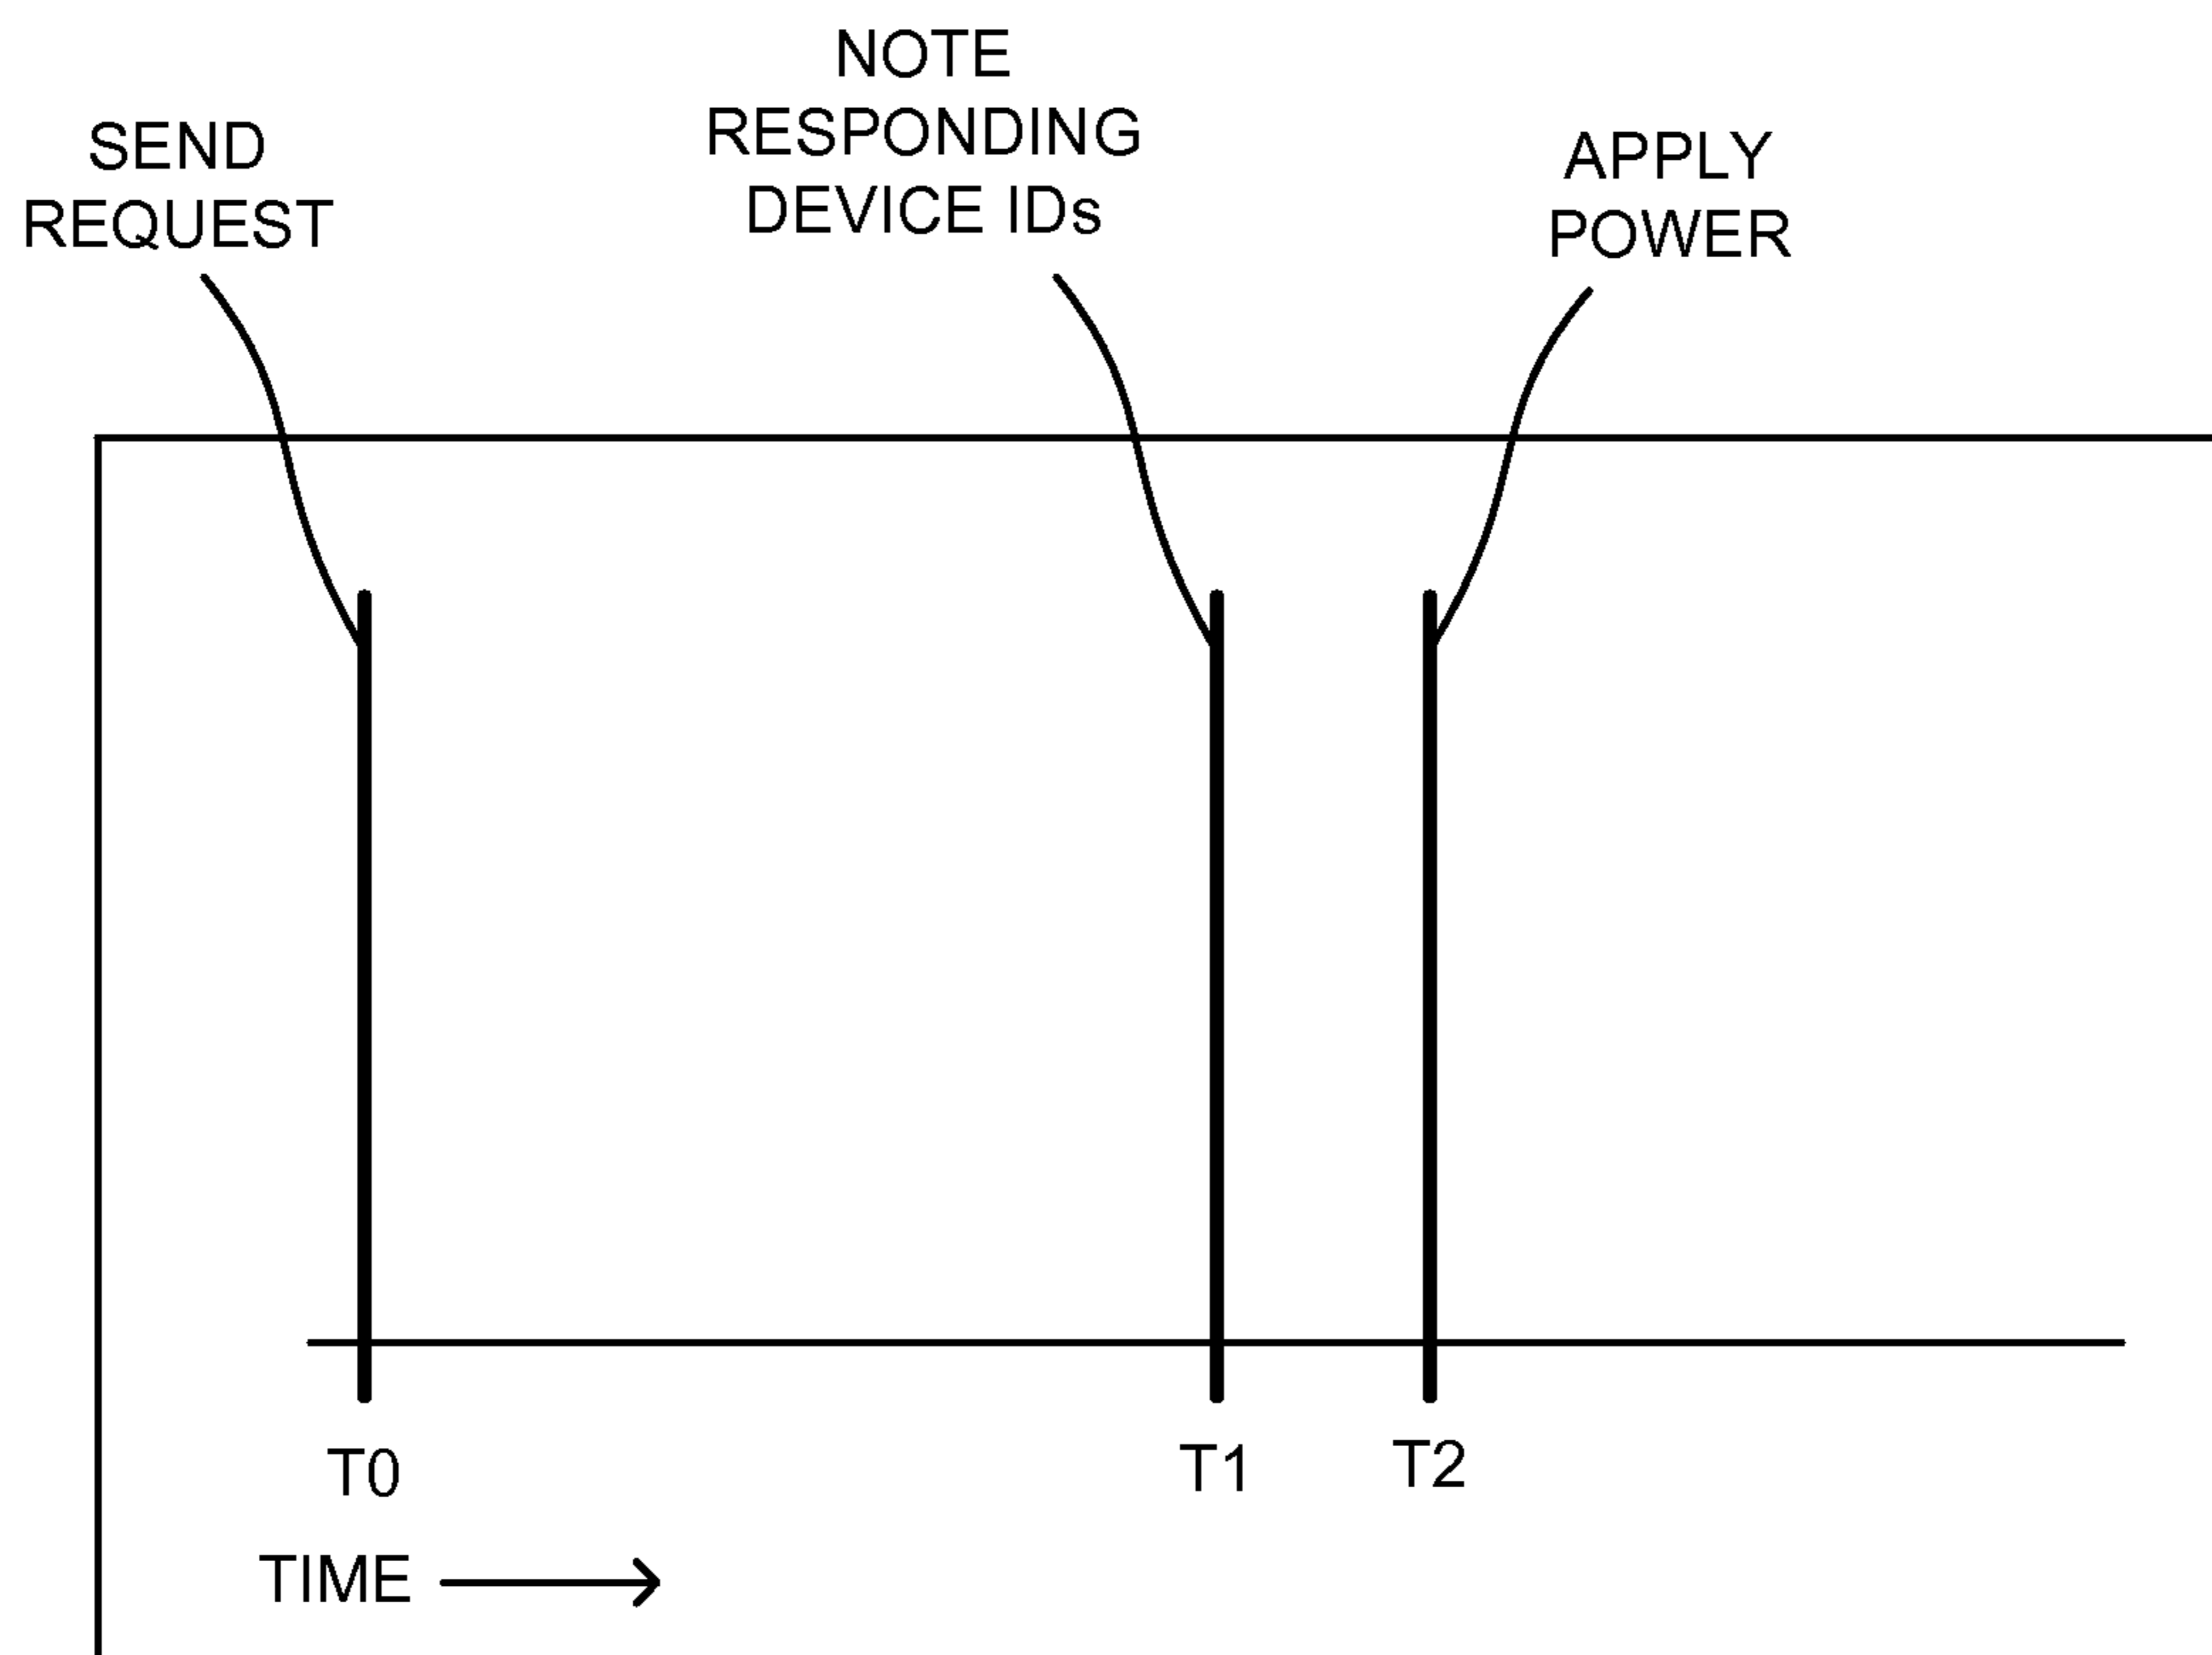 SEND
REQUEST
NOTE
RESPONDING
DEVICE IDs
APPLY
POWER
T0
T1
T2
TIME